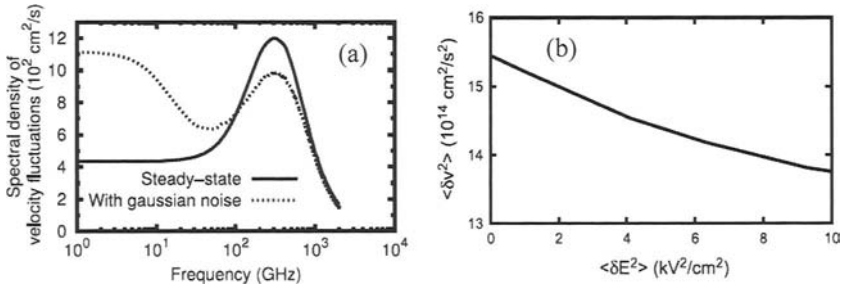 Spectral density of
velocity fluctuations (10² cm²/s)
12
10
8
6
4
2
0
(a)
Steady–state
With gaussian noise
10⁰ 10¹ 10² 10³ 10⁴
Frequency (GHz)
<δv²> (10¹⁴ cm²/s²)
16
15
14
13
(b)
0 2 4 6 8 10
<δE²> (kV²/cm²)